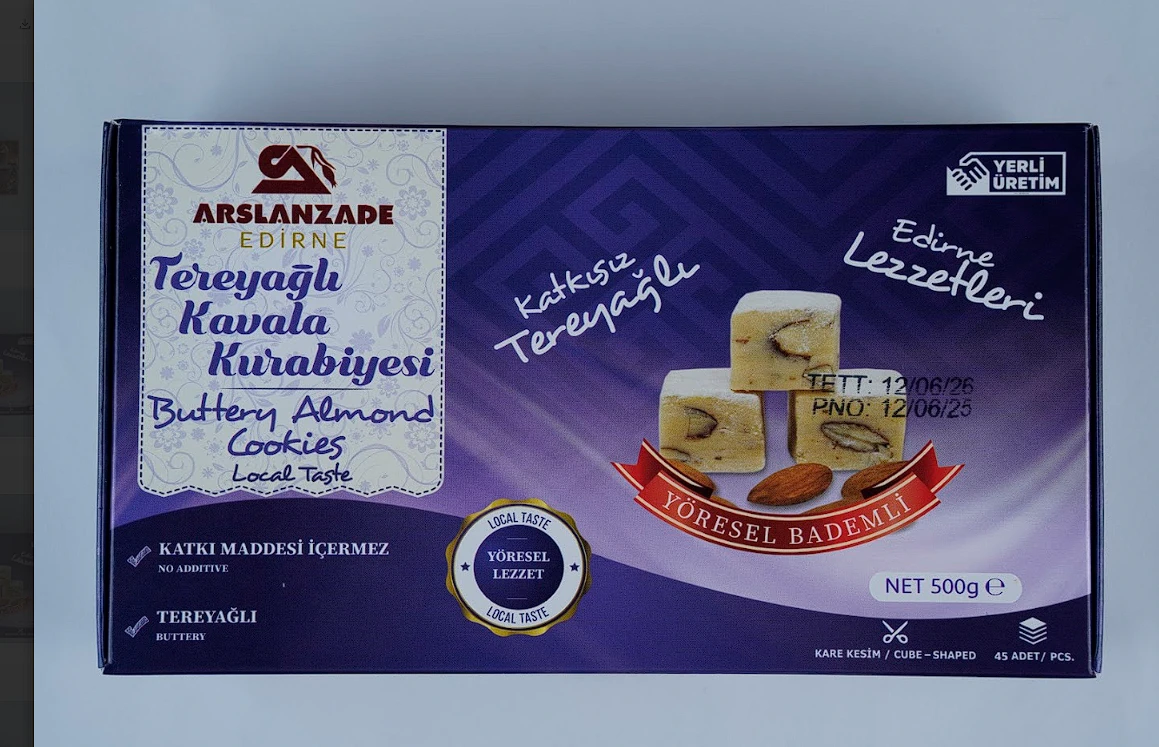 ARSLANZADE
EDİRNE
Tereyağlı
Kavala
Kurabiyesi
Buttery Almond
Cookies
Local Taste
YERLİ
ÜRETİM
Katkısız
Tereyağlı
Edirne
Lezzetleri
TETT: 12/06/26
PNO: 12/06/25
YÖRESEL BADEMLİ
KATKI MADDESİ İÇERMEZ
NO ADDITIVE
TEREYAĞLI
BUTTERY
LOCAL TASTE
YÖRESEL
LEZZET
LOCAL TASTE
NET 500g ℮
KARE KESİM / CUBE-SHAPED
45 ADET/ PCS.